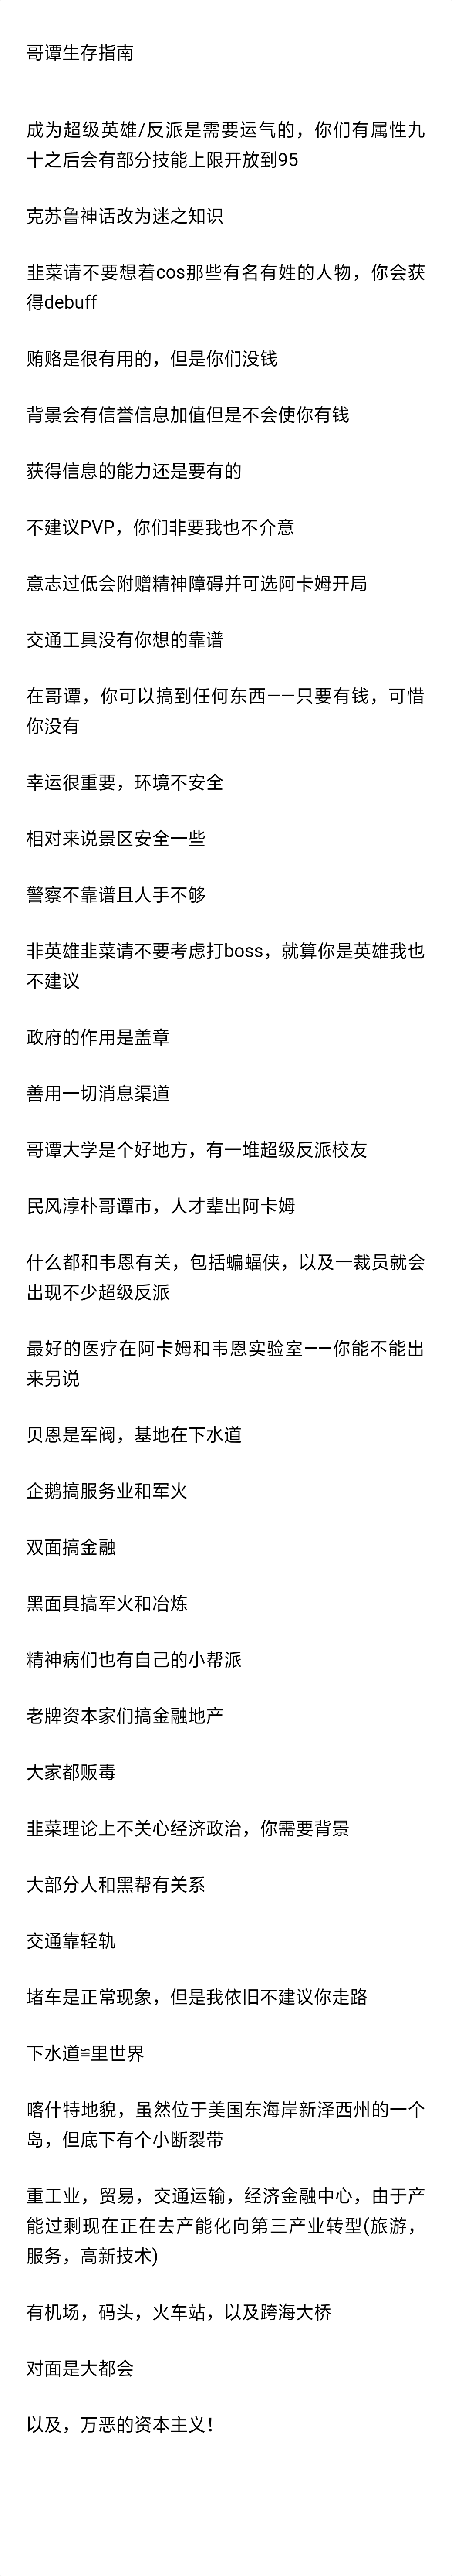 哥谭生存指南
成为超级英雄/反派是需要运气的，你们有属性九
十之后会有部分技能上限开放到95
克苏鲁神话改为迷之知识
韭菜请不要想着cos那些有名有姓的人物，你会获
得debuff
贿赂是很有用的，但是你们没钱
背景会有信誉信息加值但是不会使你有钱
获得信息的能力还是要有的
不建议PVP，你们非要我也不介意
意志过低会附赠精神障碍并可选阿卡姆开局
交通工具没有你想的靠谱
在哥谭，你可以搞到任何东西——只要有钱，可惜
你没有
幸运很重要，环境不安全
相对来说景区安全一些
警察不靠谱且人手不够
非英雄韭菜请不要考虑打boss，就算你是英雄我也
不建议
政府的作用是盖章
善用一切消息渠道
哥谭大学是个好地方，有一堆超级反派校友
民风淳朴哥谭市，人才辈出阿卡姆
什么都和韦恩有关，包括蝙蝠侠，以及一裁员就会
出现不少超级反派
最好的医疗在阿卡姆和韦恩实验室——你能不能出
来另说
贝恩是军阀，基地在下水道
企鹅搞服务业和军火
双面搞金融
黑面具搞军火和冶炼
精神病们也有自己的小帮派
老牌资本家们搞金融地产
大家都贩毒
韭菜理论上不关心经济政治，你需要背景
大部分人和黑帮有关系
交通靠轻轨
堵车是正常现象，但是我依旧不建议你走路
下水道≌里世界
喀什特地貌，虽然位于美国东海岸新泽西州的一个
岛，但底下有个小断裂带
重工业，贸易，交通运输，经济金融中心，由于产
能过剩现在正在去产能化向第三产业转型(旅游，
服务，高新技术)
有机场，码头，火车站，以及跨海大桥
对面是大都会
以及，万恶的资本主义！